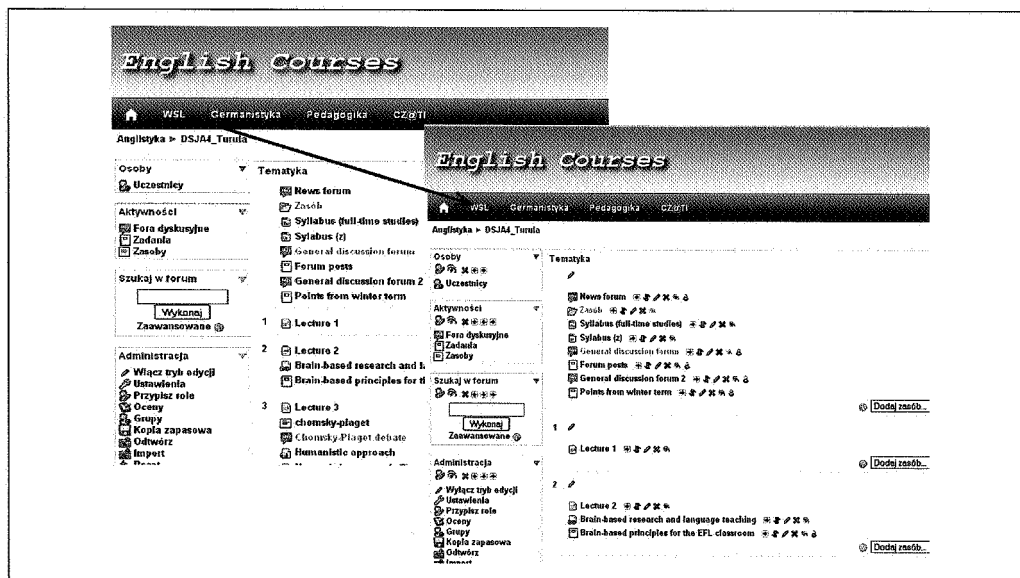 English Courses
WSL Germanistyka Pedagogika CZ@TI
Anglistyka ► DSJA4_Turula
Osoby
Uczestnicy
Aktywności
Fora dyskusyjne
Zadania
Zasoby
Szukaj w forum
Wykonaj
Zaawansowane
Administracja
Włącz tryb edycji
Ustawienia
Przypisz role
Oceny
Grupy
Kopia zapasowa
Odtwórz
Import
Reset
Tematyka
News forum
Zasób
Syllabus (full-time studies)
Sylabus (z)
General discussion forum
Forum posts
General discussion forum 2
Points from winter term
1 Lecture 1
2 Lecture 2
Brain-based research and
Brain-based principles for
3 Lecture 3
chomsky-piaget
Chomsky-Piaget debate
Humanistic approach
English Courses
WSL Germanistyka Pedagogika CZ@TI
Anglistyka ► DSJA4_Turula
Osoby
Uczestnicy
Aktywności
Fora dyskusyjne
Zadania
Zasoby
Szukaj w forum
Wykonaj
Zaawansowane
Administracja
Wyłącz tryb edycji
Ustawienia
Przypisz role
Oceny
Grupy
Kopia zapasowa
Odtwórz
Import
Tematyka
News forum
Zasób
Syllabus (full-time studies)
Sylabus (z)
General discussion forum
Forum posts
General discussion forum 2
Points from winter term
Dodaj zasób...
1
Lecture 1
Dodaj zasób...
2
Lecture 2
Brain-based research and language teaching
Brain-based principles for the EFL classroom
Dodaj zasób...